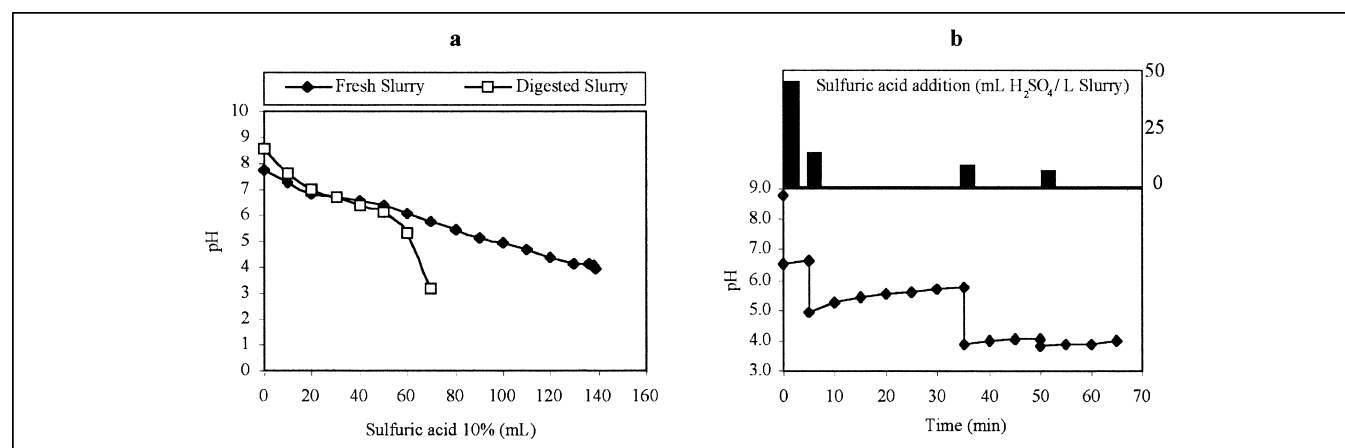 a
Fresh Slurry
Digested Slurry
10
9
8
7
6
5
4
3
2
1
0
pH
0 20 40 60 80 100 120 140 160
Sulfuric acid 10% (mL)
b
Sulfuric acid addition (mL H₂SO₄/ L Slurry)
50
25
0
9.0
8.0
7.0
6.0
5.0
4.0
3.0
pH
0 10 20 30 40 50 60 70
Time (min)